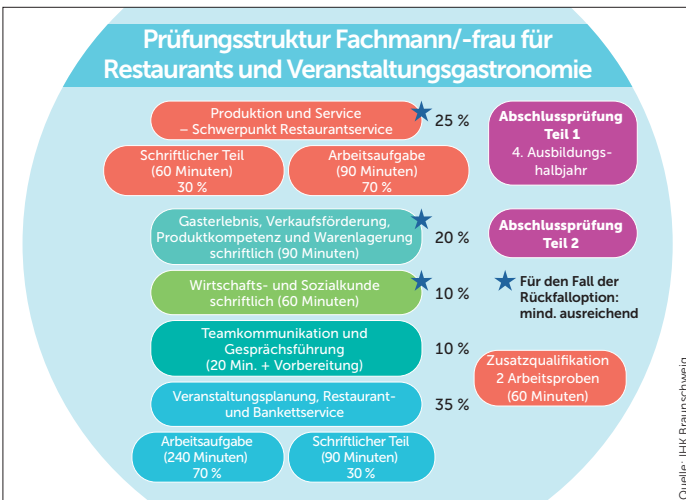 Prüfungsstruktur Fachmann/-frau für
Restaurants und Veranstaltungsgastronomie
Produktion und Service
– Schwerpunkt Restaurantservice
25 %
Schriftlicher Teil
(60 Minuten)
30 %
Arbeitsaufgabe
(90 Minuten)
70 %
Abschlussprüfung
Teil 1
4. Ausbildungs-
halbjahr
Gasterlebnis, Verkaufsförderung,
Produktkompetenz und Warenlagerung
schriftlich (90 Minuten)
20 %
Abschlussprüfung
Teil 2
Wirtschafts- und Sozialkunde
schriftlich (60 Minuten)
10 %
Für den Fall der
Rückfalloption:
mind. ausreichend
Teamkommunikation und
Gesprächsführung
(20 Min. + Vorbereitung)
10 %
Zusatzqualifikation
2 Arbeitsproben
(60 Minuten)
Veranstaltungsplanung, Restaurant-
und Bankettservice
35 %
Arbeitsaufgabe
(240 Minuten)
70 %
Schriftlicher Teil
(90 Minuten)
30 %
Quelle: IHK Braunschweig